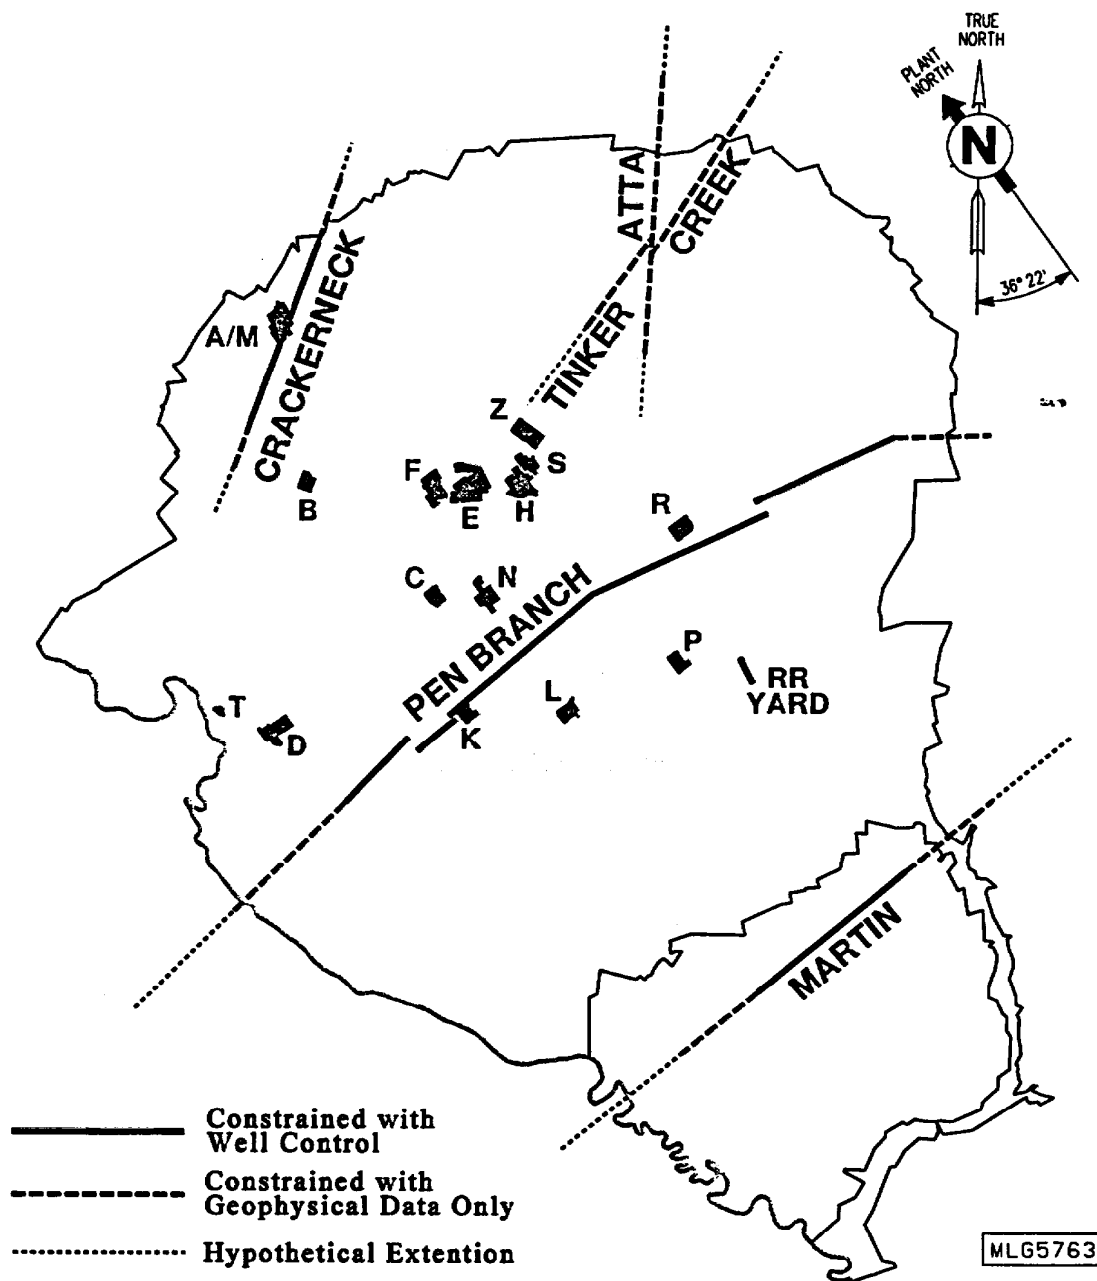 TRUE
NORTH
PLANT
NORTH
N
36° 22'
ATTA
TINKER CREEK
CRACKERNECK
A/M
Z
S
F
E
H
B
R
C
N
PEN BRANCH
P
RR
YARD
L
K
T
D
MARTIN
Constrained with
Well Control
Constrained with
Geophysical Data Only
Hypothetical Extention
MLG5763